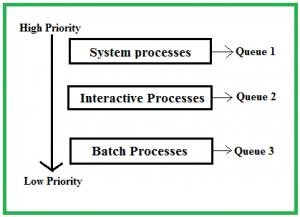 High Priority
System processes
Queue 1
Interactive Processes
Queue 2
Batch Processes
Queue 3
Low Priority